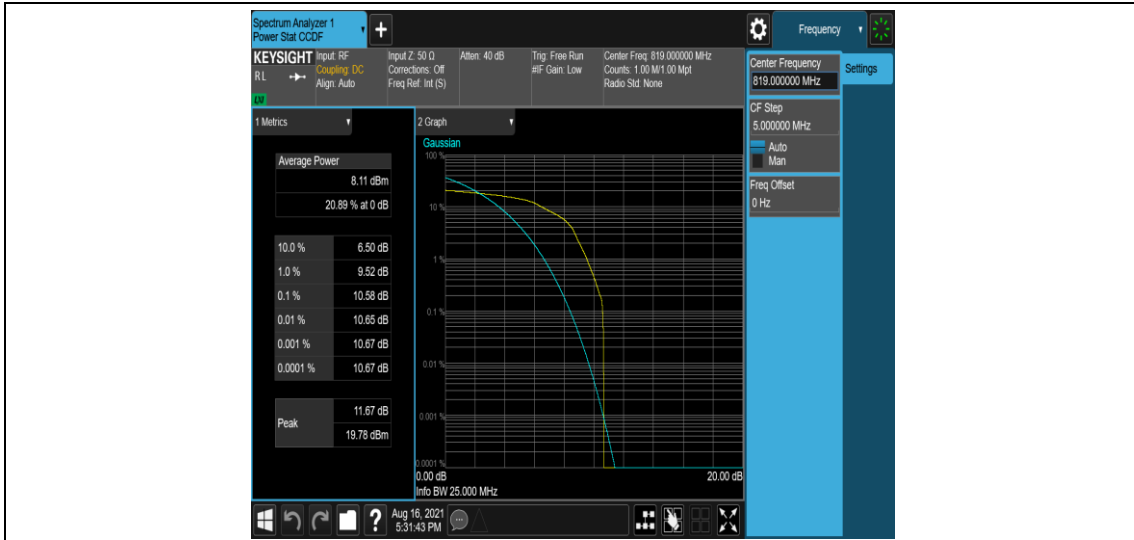 Spectrum Analyzer 1
Power Stat CCDF
+
Frequency
KEYSIGHT
RL
LNI
Input: RF
Coupling: DC
Align: Auto
Input Z: 50 Ω
Corrections: Off
Freq Ref: Int (S)
Atten: 40 dB
Trig: Free Run
#IF Gain: Low
Center Freq: 819.000000 MHz
Counts: 1.00 M/1.00 Mpt
Radio Std: None
Center Frequency
819.000000 MHz
Settings
CF Step
5.000000 MHz
Auto
Man
Freq Offset
0 Hz
1 Metrics
Average Power
8.11 dBm
20.89 % at 0 dB
10.0 % 6.50 dB
1.0 % 9.52 dB
0.1 % 10.58 dB
0.01 % 10.65 dB
0.001 % 10.67 dB
0.0001 % 10.67 dB
Peak
11.67 dB
19.78 dBm
2 Graph
Gaussian
100 %
10 %
1 %
0.1 %
0.01 %
0.001 %
0.0001 %
0.00 dB 20.00 dB
Info BW 25.000 MHz
?
Aug 16, 2021
5:31:43 PM